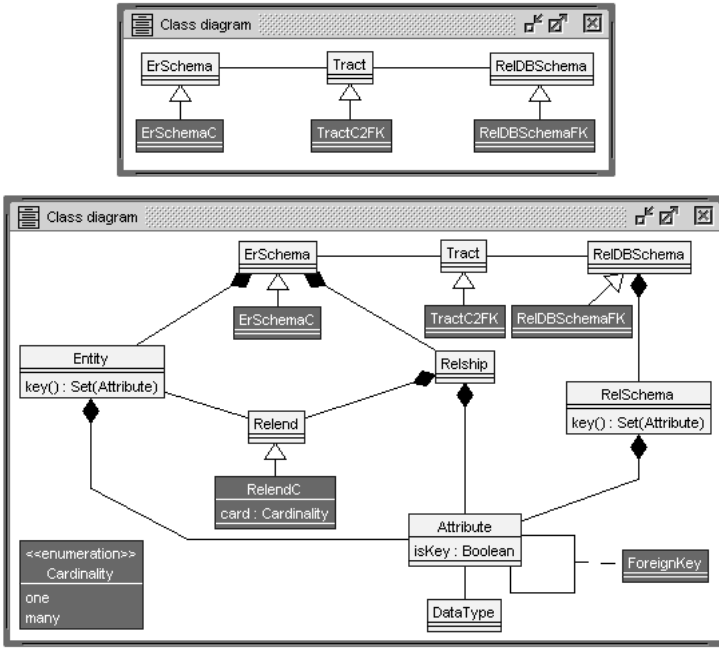 Class diagram
ErSchema Tract RelDBSchema
ErSchemaC TractC2FK RelDBSchemaFK
Class diagram
ErSchema Tract RelDBSchema
ErSchemaC TractC2FK RelDBSchemaFK
Entity
key() : Set(Attribute)
Relship
RelSchema
key() : Set(Attribute)
Relend
RelendC
card : Cardinality
Attribute
isKey : Boolean
<<enumeration>>
Cardinality
one
many
ForeignKey
DataType